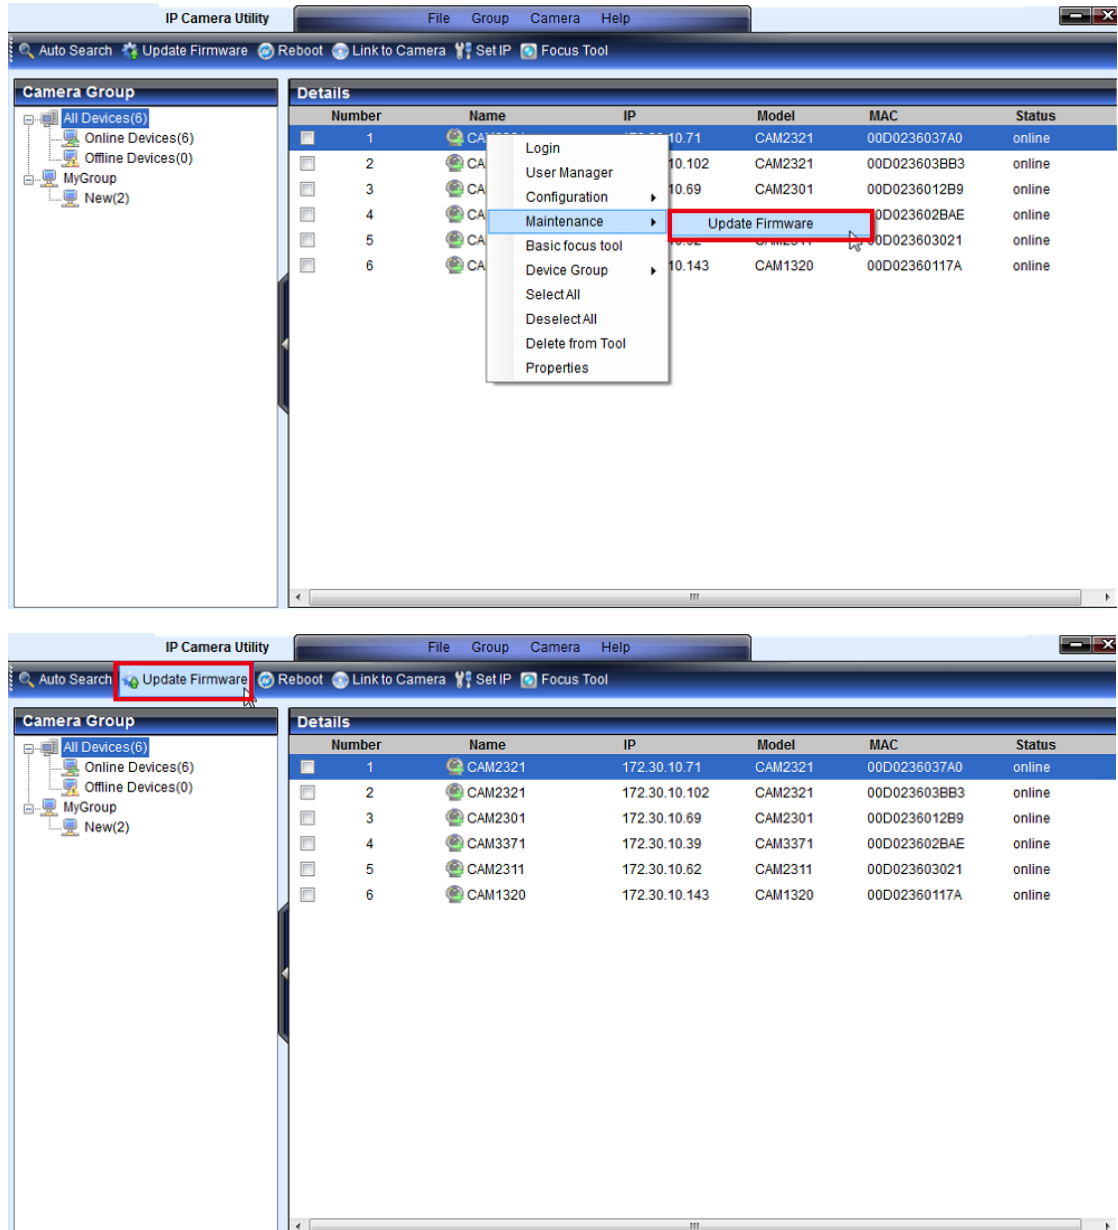 IP Camera Utility File Group Camera Help
Auto Search Update Firmware Reboot Link to Camera Set IP Focus Tool
Camera Group
All Devices(6)
Online Devices(6)
Offline Devices(0)
MyGroup
New(2)
Details
Number Name IP Model MAC Status
1 10.71 CAM2321 00D0236037A0 online
2 CA 10.102 CAM2321 00D023603BB3 online
3 CA 10.69 CAM2301 00D0236012B9 online
4 CA 00D023602BAE online
5 CA 00D023603021 online
6 CA 10.143 CAM1320 00D02360117A online
Login
User Manager
Configuration
Maintenance
Update Firmware
Basic focus tool
Device Group
Select All
Deselect All
Delete from Tool
Properties
IP Camera Utility File Group Camera Help
Auto Search Update Firmware Reboot Link to Camera Set IP Focus Tool
Camera Group
All Devices(6)
Online Devices(6)
Offline Devices(0)
MyGroup
New(2)
Details
Number Name IP Model MAC Status
1 CAM2321 172.30.10.71 CAM2321 00D0236037A0 online
2 CAM2321 172.30.10.102 CAM2321 00D023603BB3 online
3 CAM2301 172.30.10.69 CAM2301 00D0236012B9 online
4 CAM3371 172.30.10.39 CAM3371 00D023602BAE online
5 CAM2311 172.30.10.62 CAM2311 00D023603021 online
6 CAM1320 172.30.10.143 CAM1320 00D02360117A online